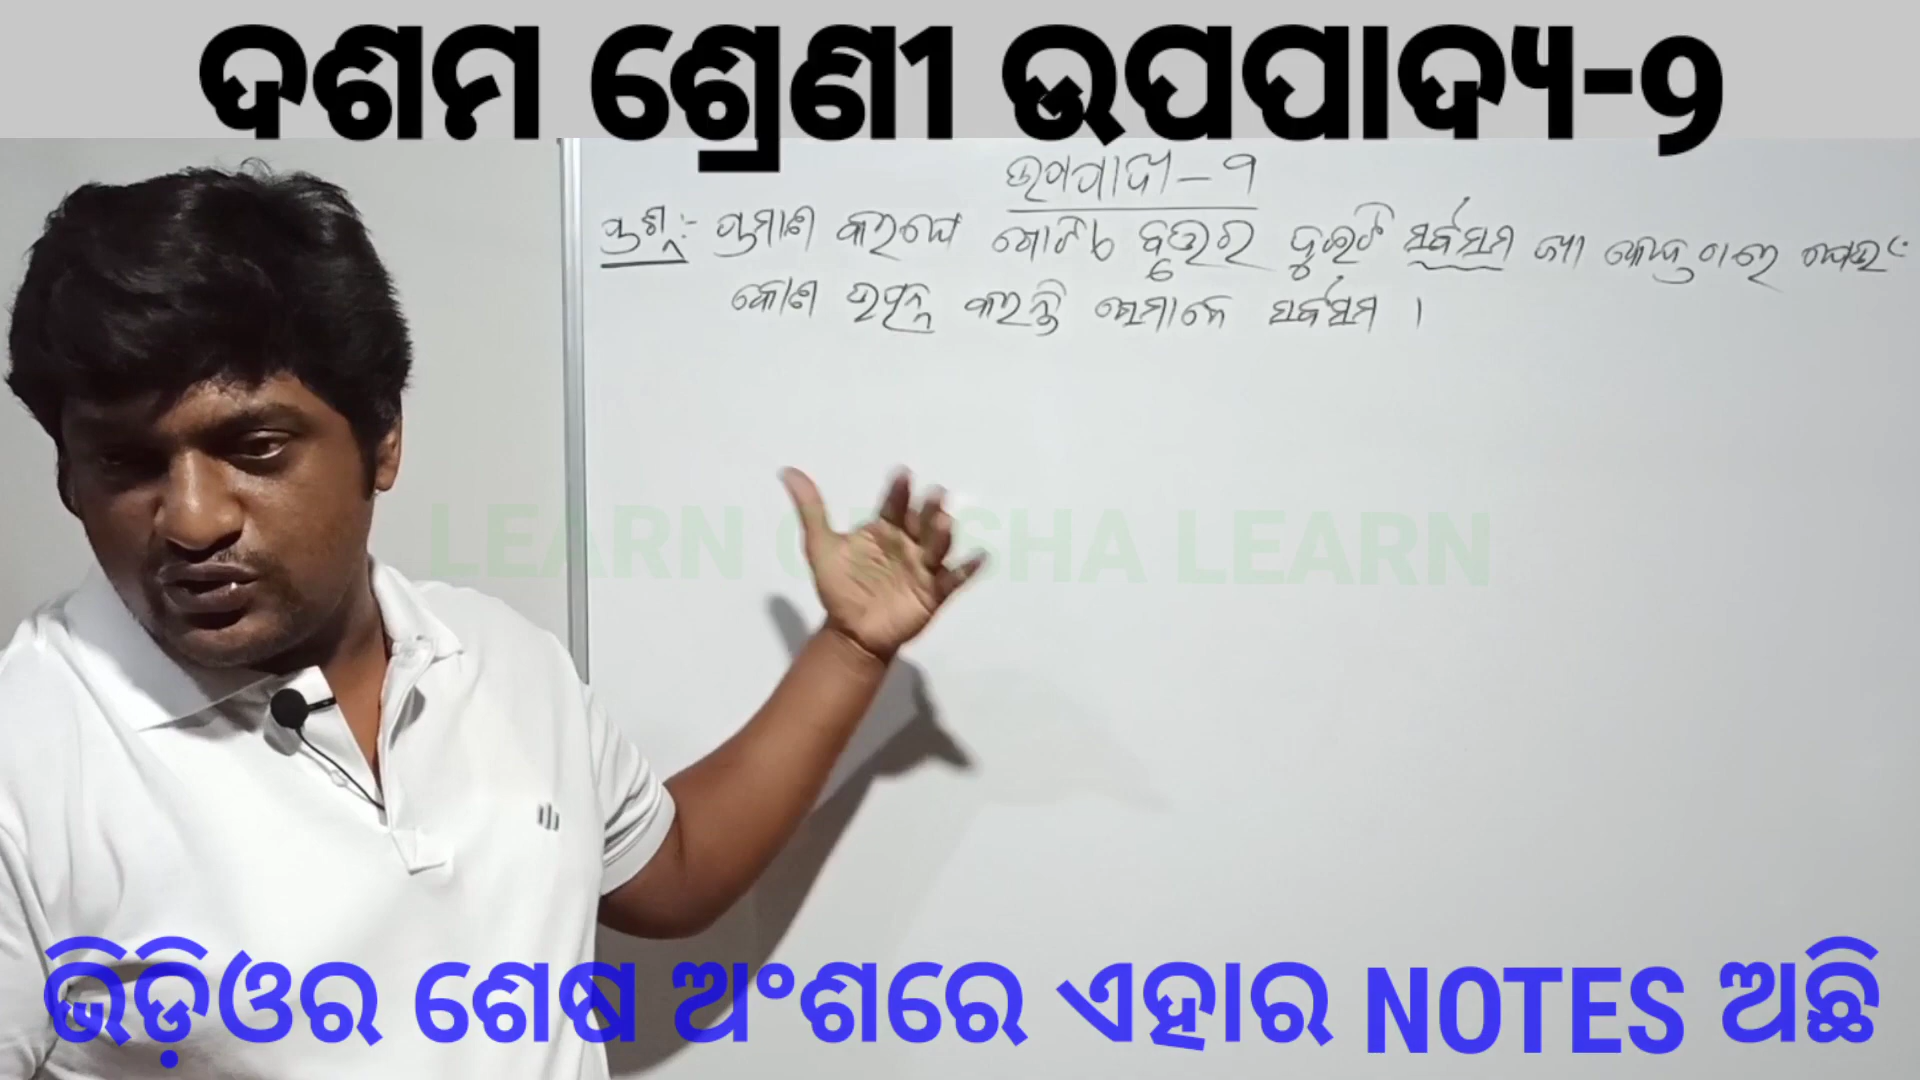 ଦଶମ ଶ୍ରେଣୀ ଉପପାଦ୍ୟ-୨
ଉପପାଦ୍ୟ-୨
ପ୍ରଶ୍ନ:- ପ୍ରମାଣ କରଯେ ଗୋଟିଏ ବୃତ୍ତର ଦୁଇଟି ସର୍ବସମ ଜ୍ୟା କେନ୍ଦ୍ରଠାରେ ଯେଉଁ
କୋଣ ଉତ୍ପନ୍ନ କରନ୍ତି ସେମାନେ ସର୍ବସମ ।
LEARN ODISHA LEARN
ଭିଡ଼ିଓର ଶେଷ ଅଂଶରେ ଏହାର NOTES ଅଛି